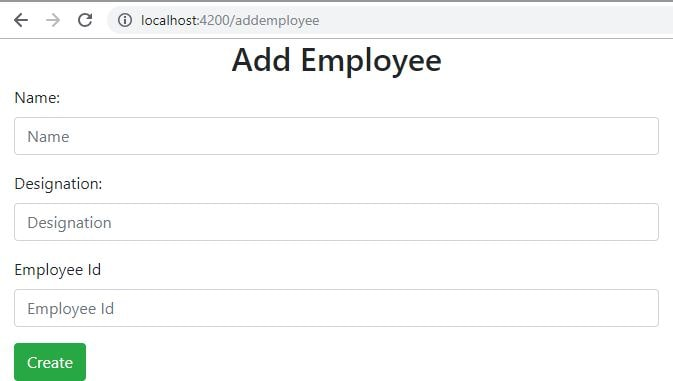 localhost:4200/addemployee
Add Employee
Name:
Name
Designation:
Designation
Employee Id
Employee Id
Create